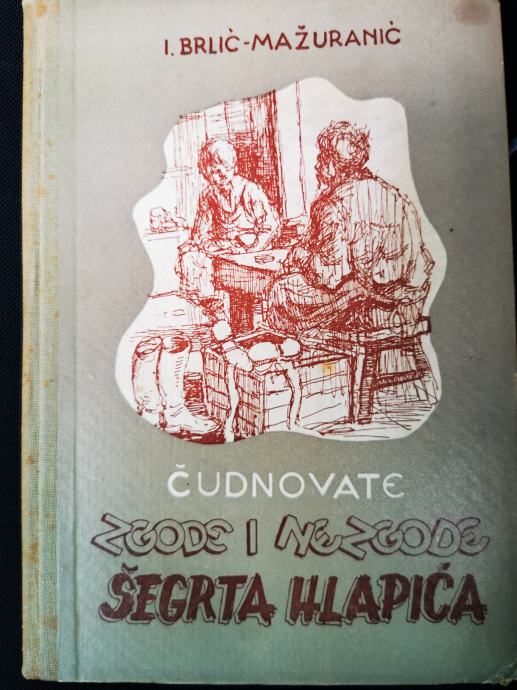 I. BRLIĆ-MAŽURANIĆ
ČUDNOVATE
ZGODE I NEZGODE
ŠEGRTA HLAPIĆA